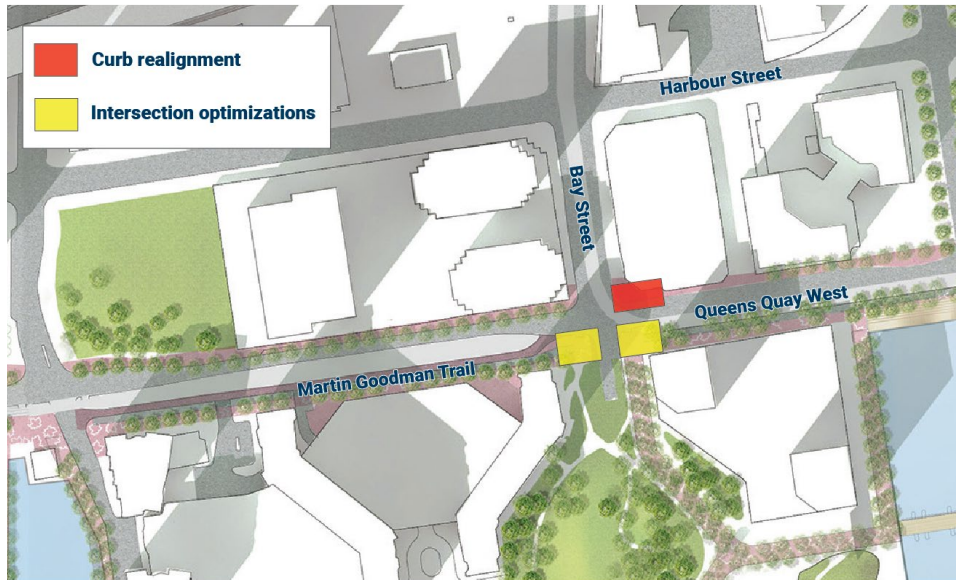 Curb realignment
Intersection optimizations
Harbour Street
Bay Street
Queens Quay West
Martin Goodman Trail